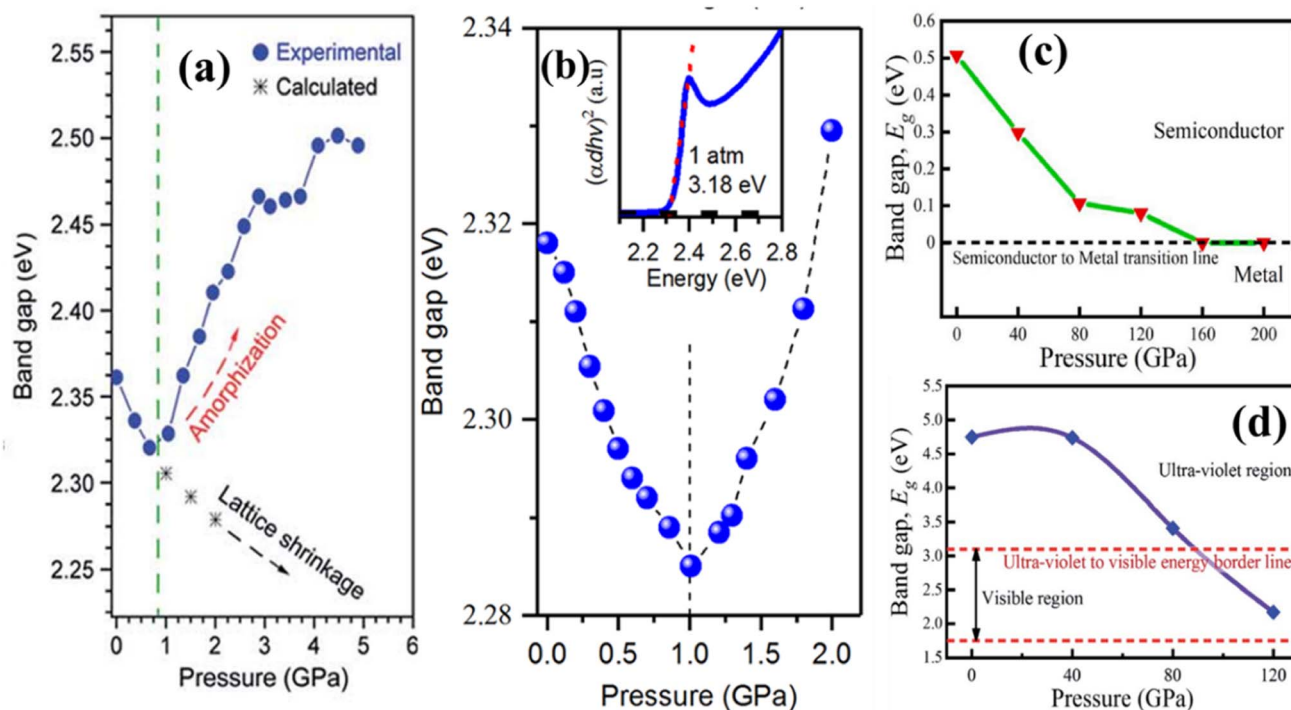 (a)
Experimental
Calculated
Band gap (eV)
2.55
2.50
2.45
2.40
2.35
2.30
2.25
Amorphization
Lattice shrinkage
0 1 2 3 4 5 6
Pressure (GPa)
(b)
Band gap (eV)
2.34
2.32
2.30
2.28
(αdhν)² (a.u)
1 atm
3.18 eV
2.2 2.4 2.6 2.8
Energy (eV)
0.0 0.5 1.0 1.5 2.0
Pressure (GPa)
(c)
Band gap, Eg (eV)
0.6
0.5
0.3
0.2
0.1
0
Semiconductor
Semiconductor to Metal transition line
Metal
0 40 80 120 160 200
Pressure (GPa)
(d)
Band gap, Eg (eV)
5.5
5.0
4.5
4.0
3.5
3.0
2.5
2.0
1.5
Ultra-violet region
Ultra-violet to visible energy border line
Visible region
0 40 80 120
Pressure (GPa)